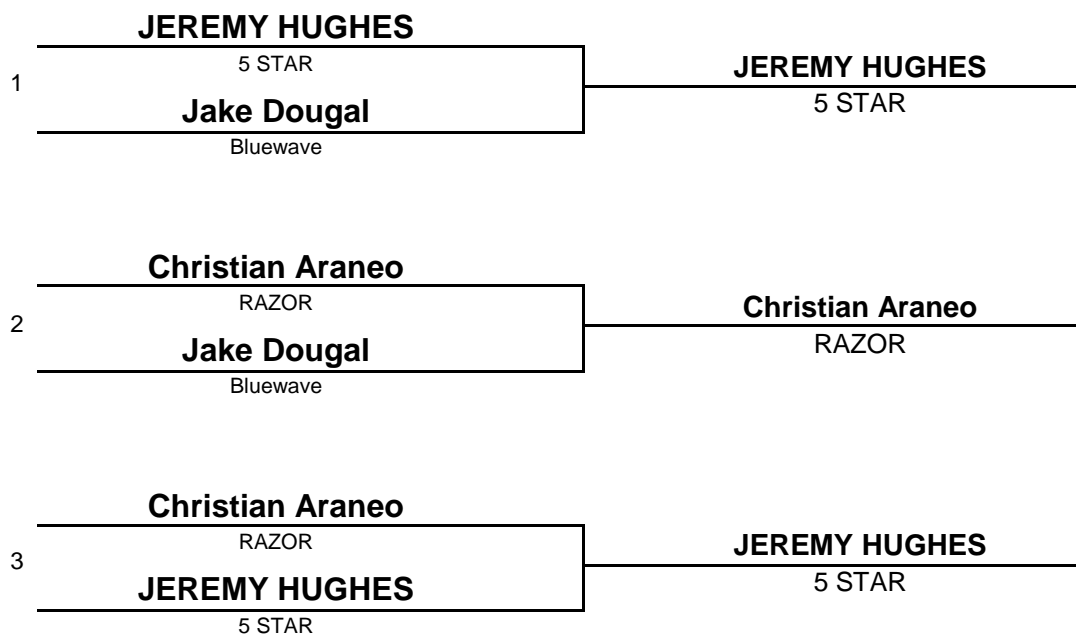 JEREMY HUGHES
5 STAR
1
JEREMY HUGHES
5 STAR
Jake Dougal
Bluewave
Christian Araneo
RAZOR
2
Christian Araneo
RAZOR
Jake Dougal
Bluewave
Christian Araneo
RAZOR
3
JEREMY HUGHES
5 STAR
JEREMY HUGHES
5 STAR